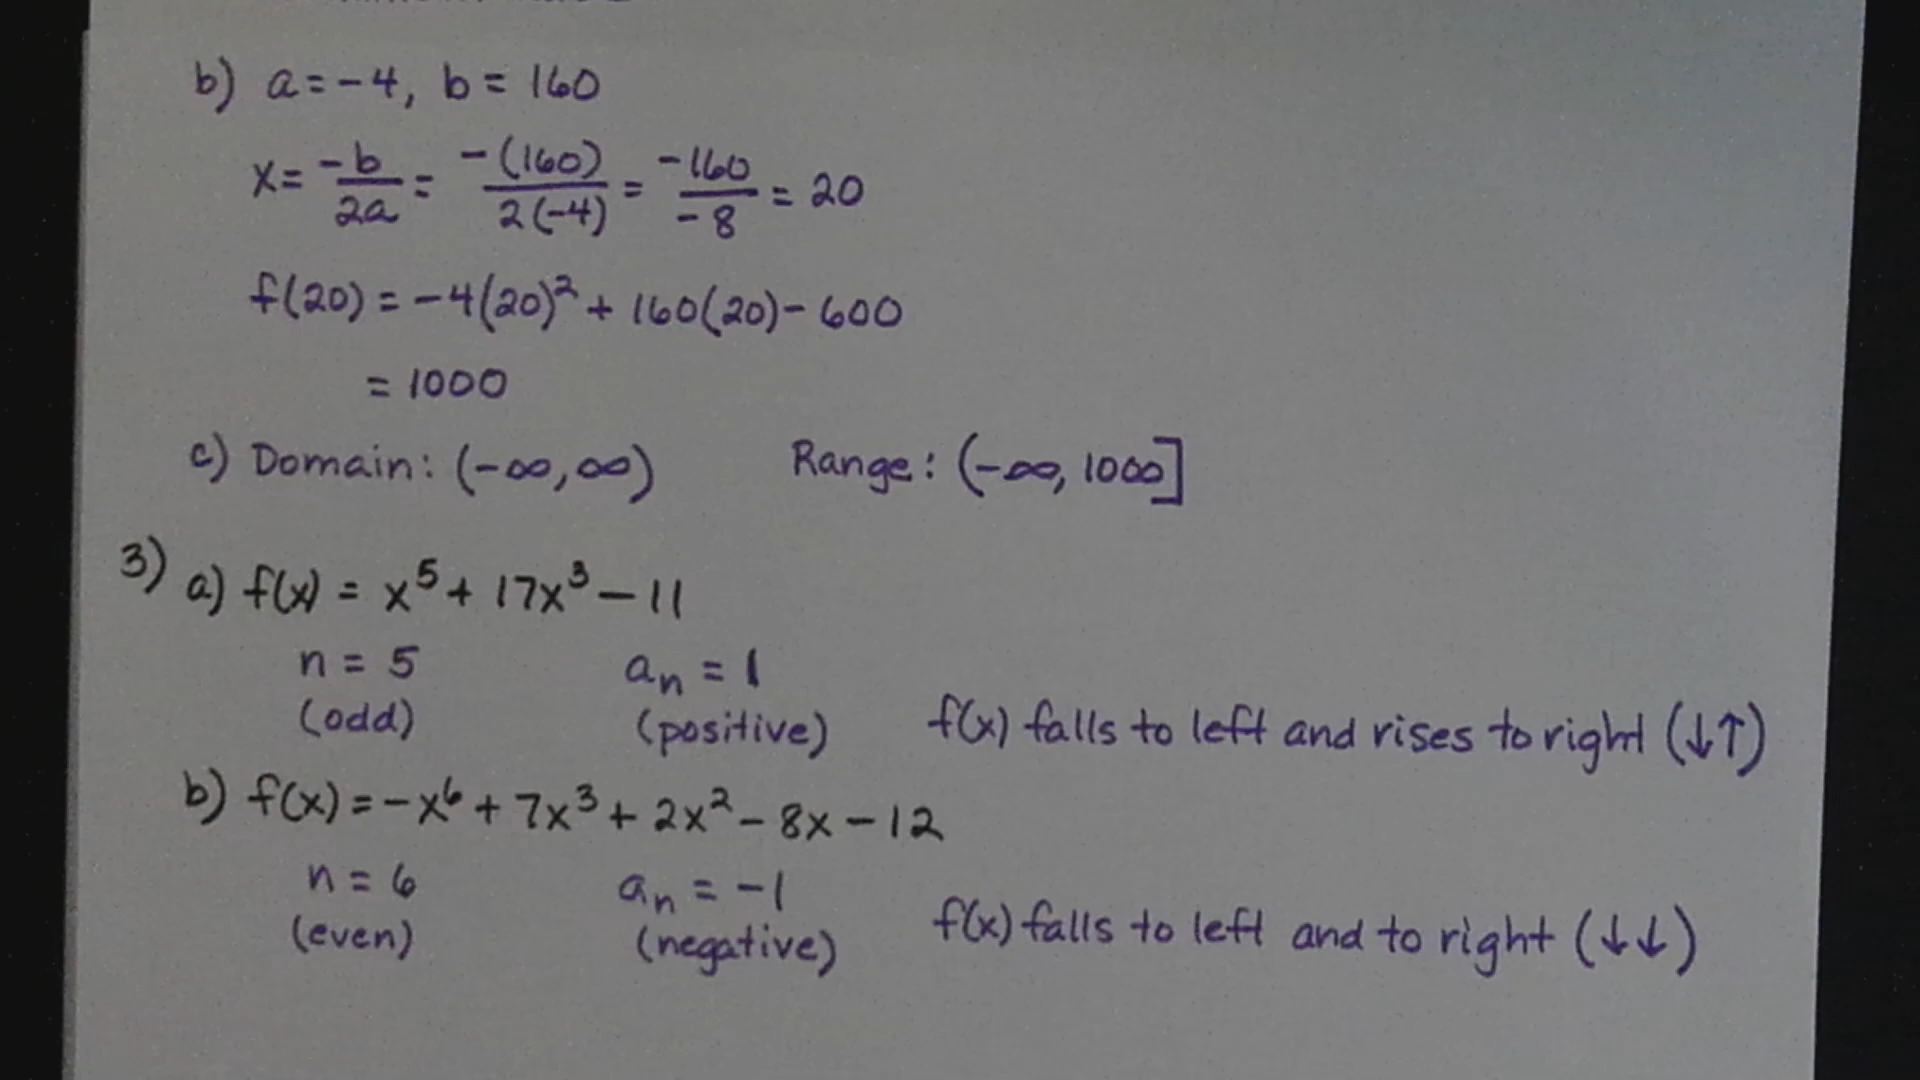 b) a = -4, b = 160
x = -b/2a = -(160)/2(-4) = -160/-8 = 20
f(20) = -4(20)² + 160(20) - 600
= 1000
c) Domain: (-∞, ∞) Range: (-∞, 1000]
3) a) f(x) = x⁵ + 17x³ - 11
n = 5 aₙ = 1
(odd) (positive) f(x) falls to left and rises to right (↓↑)
b) f(x) = -x⁶ + 7x³ + 2x² - 8x - 12
n = 6 aₙ = -1
(even) (negative) f(x) falls to left and to right (↓↓)